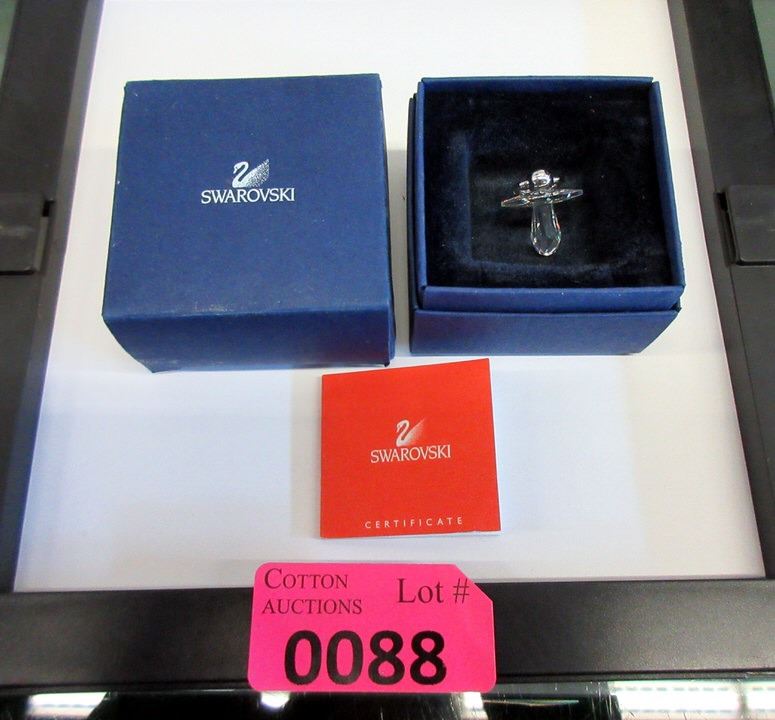 SWAROVSKI
SWAROVSKI
CERTIFICATE
COTTON
AUCTIONS
Lot #
0088